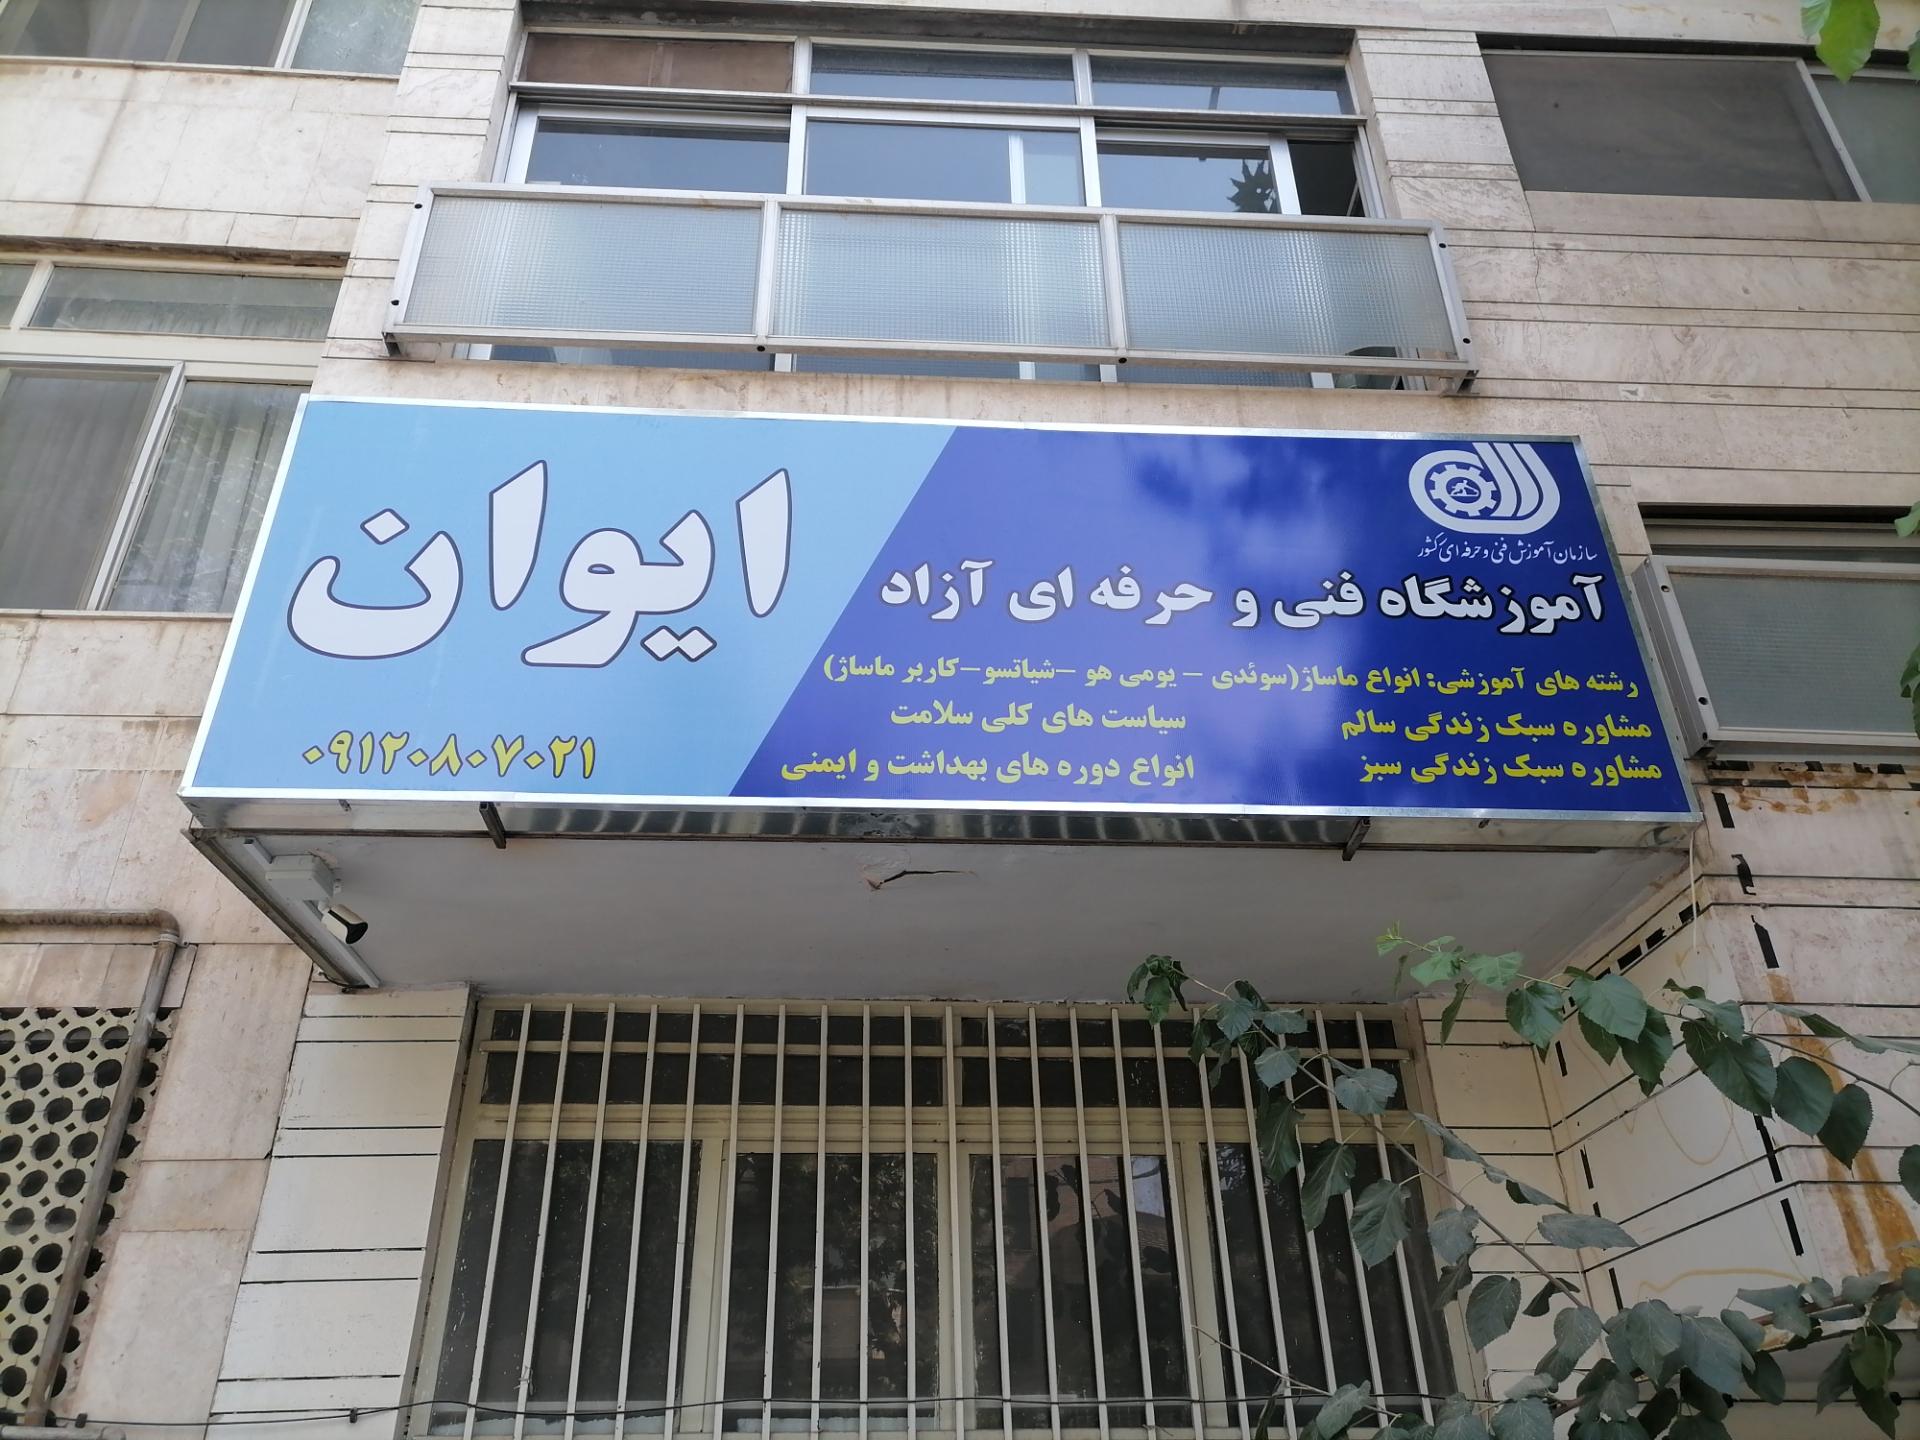 سازمان آموزش فنی و حرفه ای کشور
آموزشگاه فنی و حرفه ای آزاد
ایوان
رشته های آموزشی: انواع ماساژ(سوئدی - یومی هو -شیاتسو-کاربر ماساژ)
مشاوره سبک زندگی سالم
سیاست های کلی سلامت
مشاوره سبک زندگی سبز
انواع دوره های بهداشت و ایمنی
۰۹۱۲۰۸۰۷۰۲۱